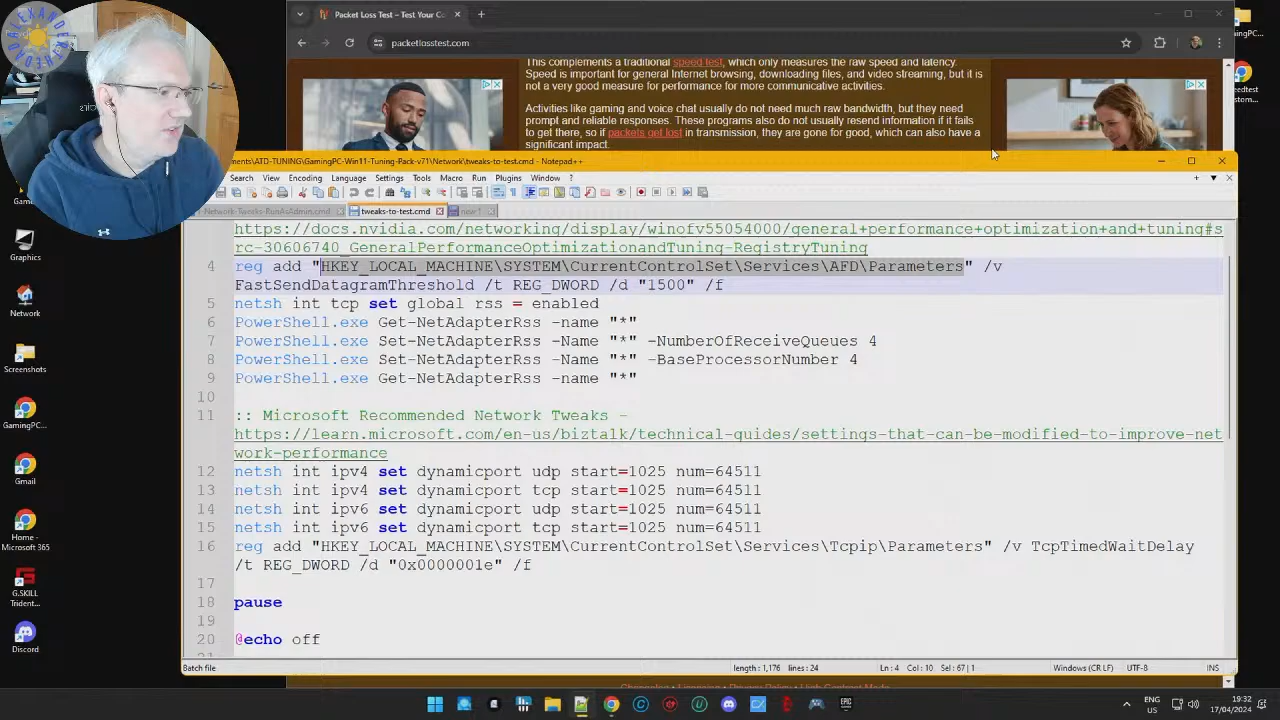 Packet Loss Test – Test Your Co
packetlosstest.com
This complements a traditional speed test, which only measures the raw speed and latency.
Speed is important for general Internet browsing, downloading files, and video streaming, but it is
not a very good measure for performance for more communicative activities.
Activities like gaming and voice chat usually do not need much raw bandwidth, but they need
prompt and reliable responses. These programs also do not usually resend information if it fails
to get there, so if packets get lost in transmission, they are gone for good, which can also have a
significant impact.
ments\ATD-TUNING\GamingPC-Win11-Tuning-Pack-v71\Network\tweaks-to-test.cmd - Notepad++
Search View Encoding Language Settings Tools Macro Run Plugins Window ?
Network-Tweaks-RunAsAdmin.cmd tweaks-to-test.cmd new 1
https://docs.nvidia.com/networking/display/winofv55054000/general+performance+optimization+and+tuning#s
rc-30606740_GeneralPerformanceOptimizationandTuning-RegistryTuning
4 reg add "HKEY_LOCAL_MACHINE\SYSTEM\CurrentControlSet\Services\AFD\Parameters" /v
FastSendDatagramThreshold /t REG_DWORD /d "1500" /f
5 netsh int tcp set global rss = enabled
6 PowerShell.exe Get-NetAdapterRss -name "*"
7 PowerShell.exe Set-NetAdapterRss -Name "*" -NumberOfReceiveQueues 4
8 PowerShell.exe Set-NetAdapterRss -Name "*" -BaseProcessorNumber 4
9 PowerShell.exe Get-NetAdapterRss -name "*"
10
11 :: Microsoft Recommended Network Tweaks -
https://learn.microsoft.com/en-us/biztalk/technical-guides/settings-that-can-be-modified-to-improve-net
work-performance
12 netsh int ipv4 set dynamicport udp start=1025 num=64511
13 netsh int ipv4 set dynamicport tcp start=1025 num=64511
14 netsh int ipv6 set dynamicport udp start=1025 num=64511
15 netsh int ipv6 set dynamicport tcp start=1025 num=64511
16 reg add "HKEY_LOCAL_MACHINE\SYSTEM\CurrentControlSet\Services\Tcpip\Parameters" /v TcpTimedWaitDelay
/t REG_DWORD /d "0x0000001e" /f
17
18 pause
19
20 @echo off
Batch file length : 1,176 lines : 24 Ln : 4 Col : 10 Sel : 67 | 1 Windows (CR LF) UTF-8 INS
Graphics
Network
Screenshots
GamingPC...
Gmail
Home -
Microsoft 365
G.SKILL
Trident...
Discord
ENG
US
19:32
17/04/2024